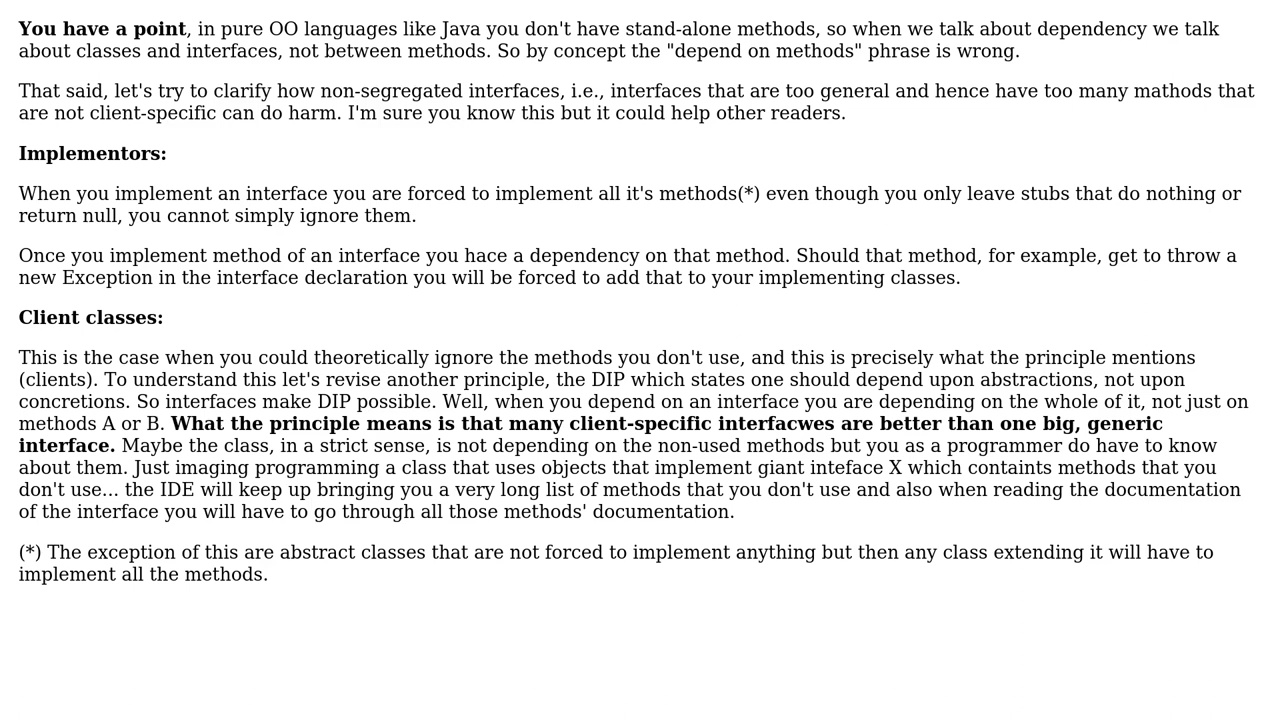 You have a point, in pure OO languages like Java you don't have stand-alone methods, so when we talk about dependency we talk
about classes and interfaces, not between methods. So by concept the "depend on methods" phrase is wrong.
That said, let's try to clarify how non-segregated interfaces, i.e., interfaces that are too general and hence have too many mathods that
are not client-specific can do harm. I'm sure you know this but it could help other readers.
Implementors:
When you implement an interface you are forced to implement all it's methods(*) even though you only leave stubs that do nothing or
return null, you cannot simply ignore them.
Once you implement method of an interface you hace a dependency on that method. Should that method, for example, get to throw a
new Exception in the interface declaration you will be forced to add that to your implementing classes.
Client classes:
This is the case when you could theoretically ignore the methods you don't use, and this is precisely what the principle mentions
(clients). To understand this let's revise another principle, the DIP which states one should depend upon abstractions, not upon
concretions. So interfaces make DIP possible. Well, when you depend on an interface you are depending on the whole of it, not just on
methods A or B. What the principle means is that many client-specific interfacwes are better than one big, generic
interface. Maybe the class, in a strict sense, is not depending on the non-used methods but you as a programmer do have to know
about them. Just imaging programming a class that uses objects that implement giant inteface X which containts methods that you
don't use... the IDE will keep up bringing you a very long list of methods that you don't use and also when reading the documentation
of the interface you will have to go through all those methods' documentation.
(*) The exception of this are abstract classes that are not forced to implement anything but then any class extending it will have to
implement all the methods.